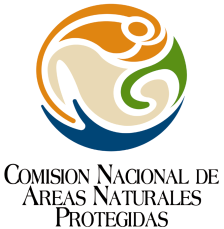 COMISION NACIONAL DE
AREAS NATURALES
PROTEGIDAS